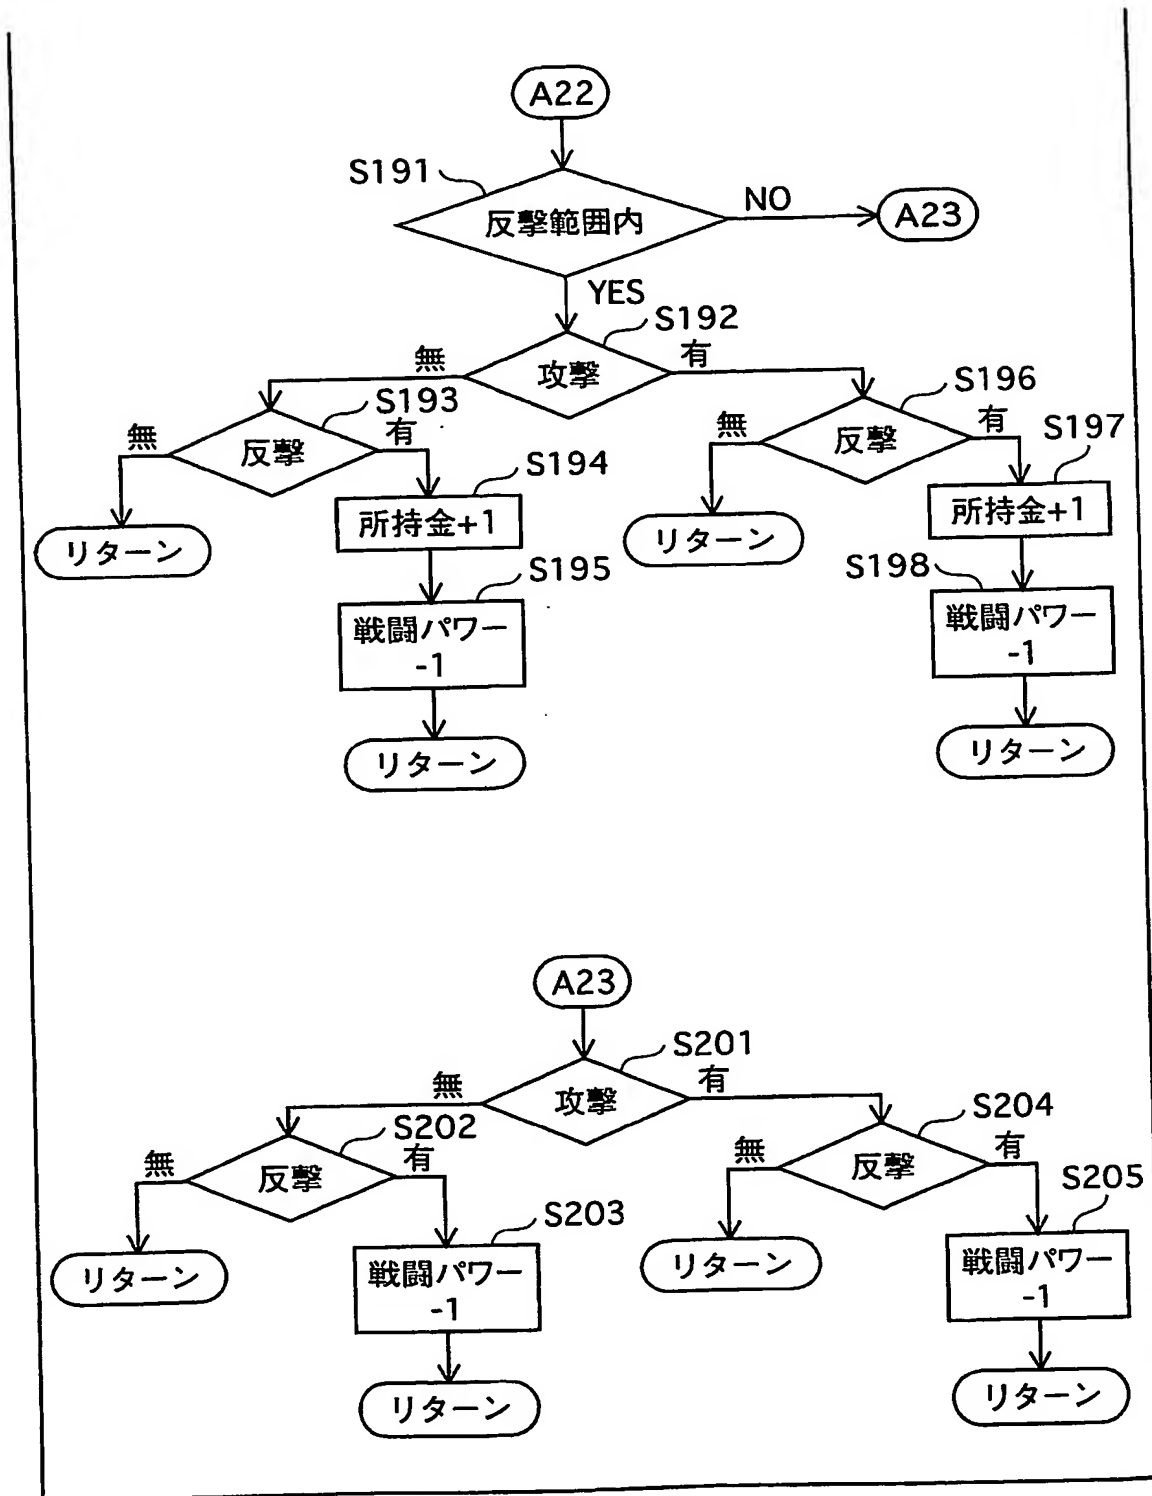 A22
S191
反撃範囲内
NO
A23
YES
S192
無
攻撃
有
S193
無
反撃
有
S196
無
反撃
有
S197
S194
リターン
所持金+1
リターン
所持金+1
S195
S198
戦闘パワー
-1
戦闘パワー
-1
リターン
リターン
A23
S201
無
攻撃
有
S202
無
反撃
有
S204
無
反撃
有
S205
S203
リターン
戦闘パワー
-1
リターン
戦闘パワー
-1
リターン
リターン